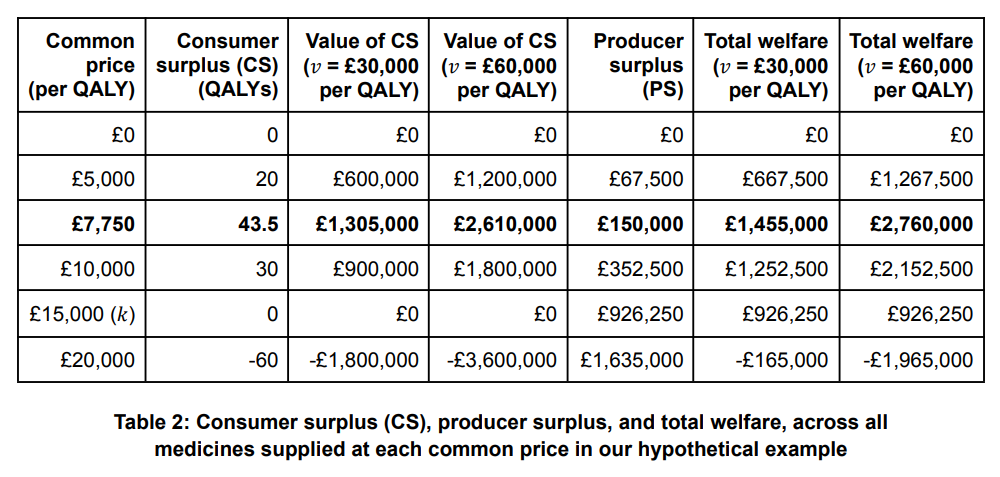 Common price (per QALY) Consumer surplus (CS) (QALYs) Value of CS (v = £30,000 per QALY) Value of CS (v = £60,000 per QALY) Producer surplus (PS) Total welfare (v = £30,000 per QALY) Total welfare (v = £60,000 per QALY)
£0 0 £0 £0 £0 £0 £0
£5,000 20 £600,000 £1,200,000 £67,500 £667,500 £1,267,500
£7,750 43.5 £1,305,000 £2,610,000 £150,000 £1,455,000 £2,760,000
£10,000 30 £900,000 £1,800,000 £352,500 £1,252,500 £2,152,500
£15,000 (k) 0 £0 £0 £926,250 £926,250 £926,250
£20,000 -60 -£1,800,000 -£3,600,000 £1,635,000 -£165,000 -£1,965,000
Table 2: Consumer surplus (CS), producer surplus, and total welfare, across all
medicines supplied at each common price in our hypothetical example